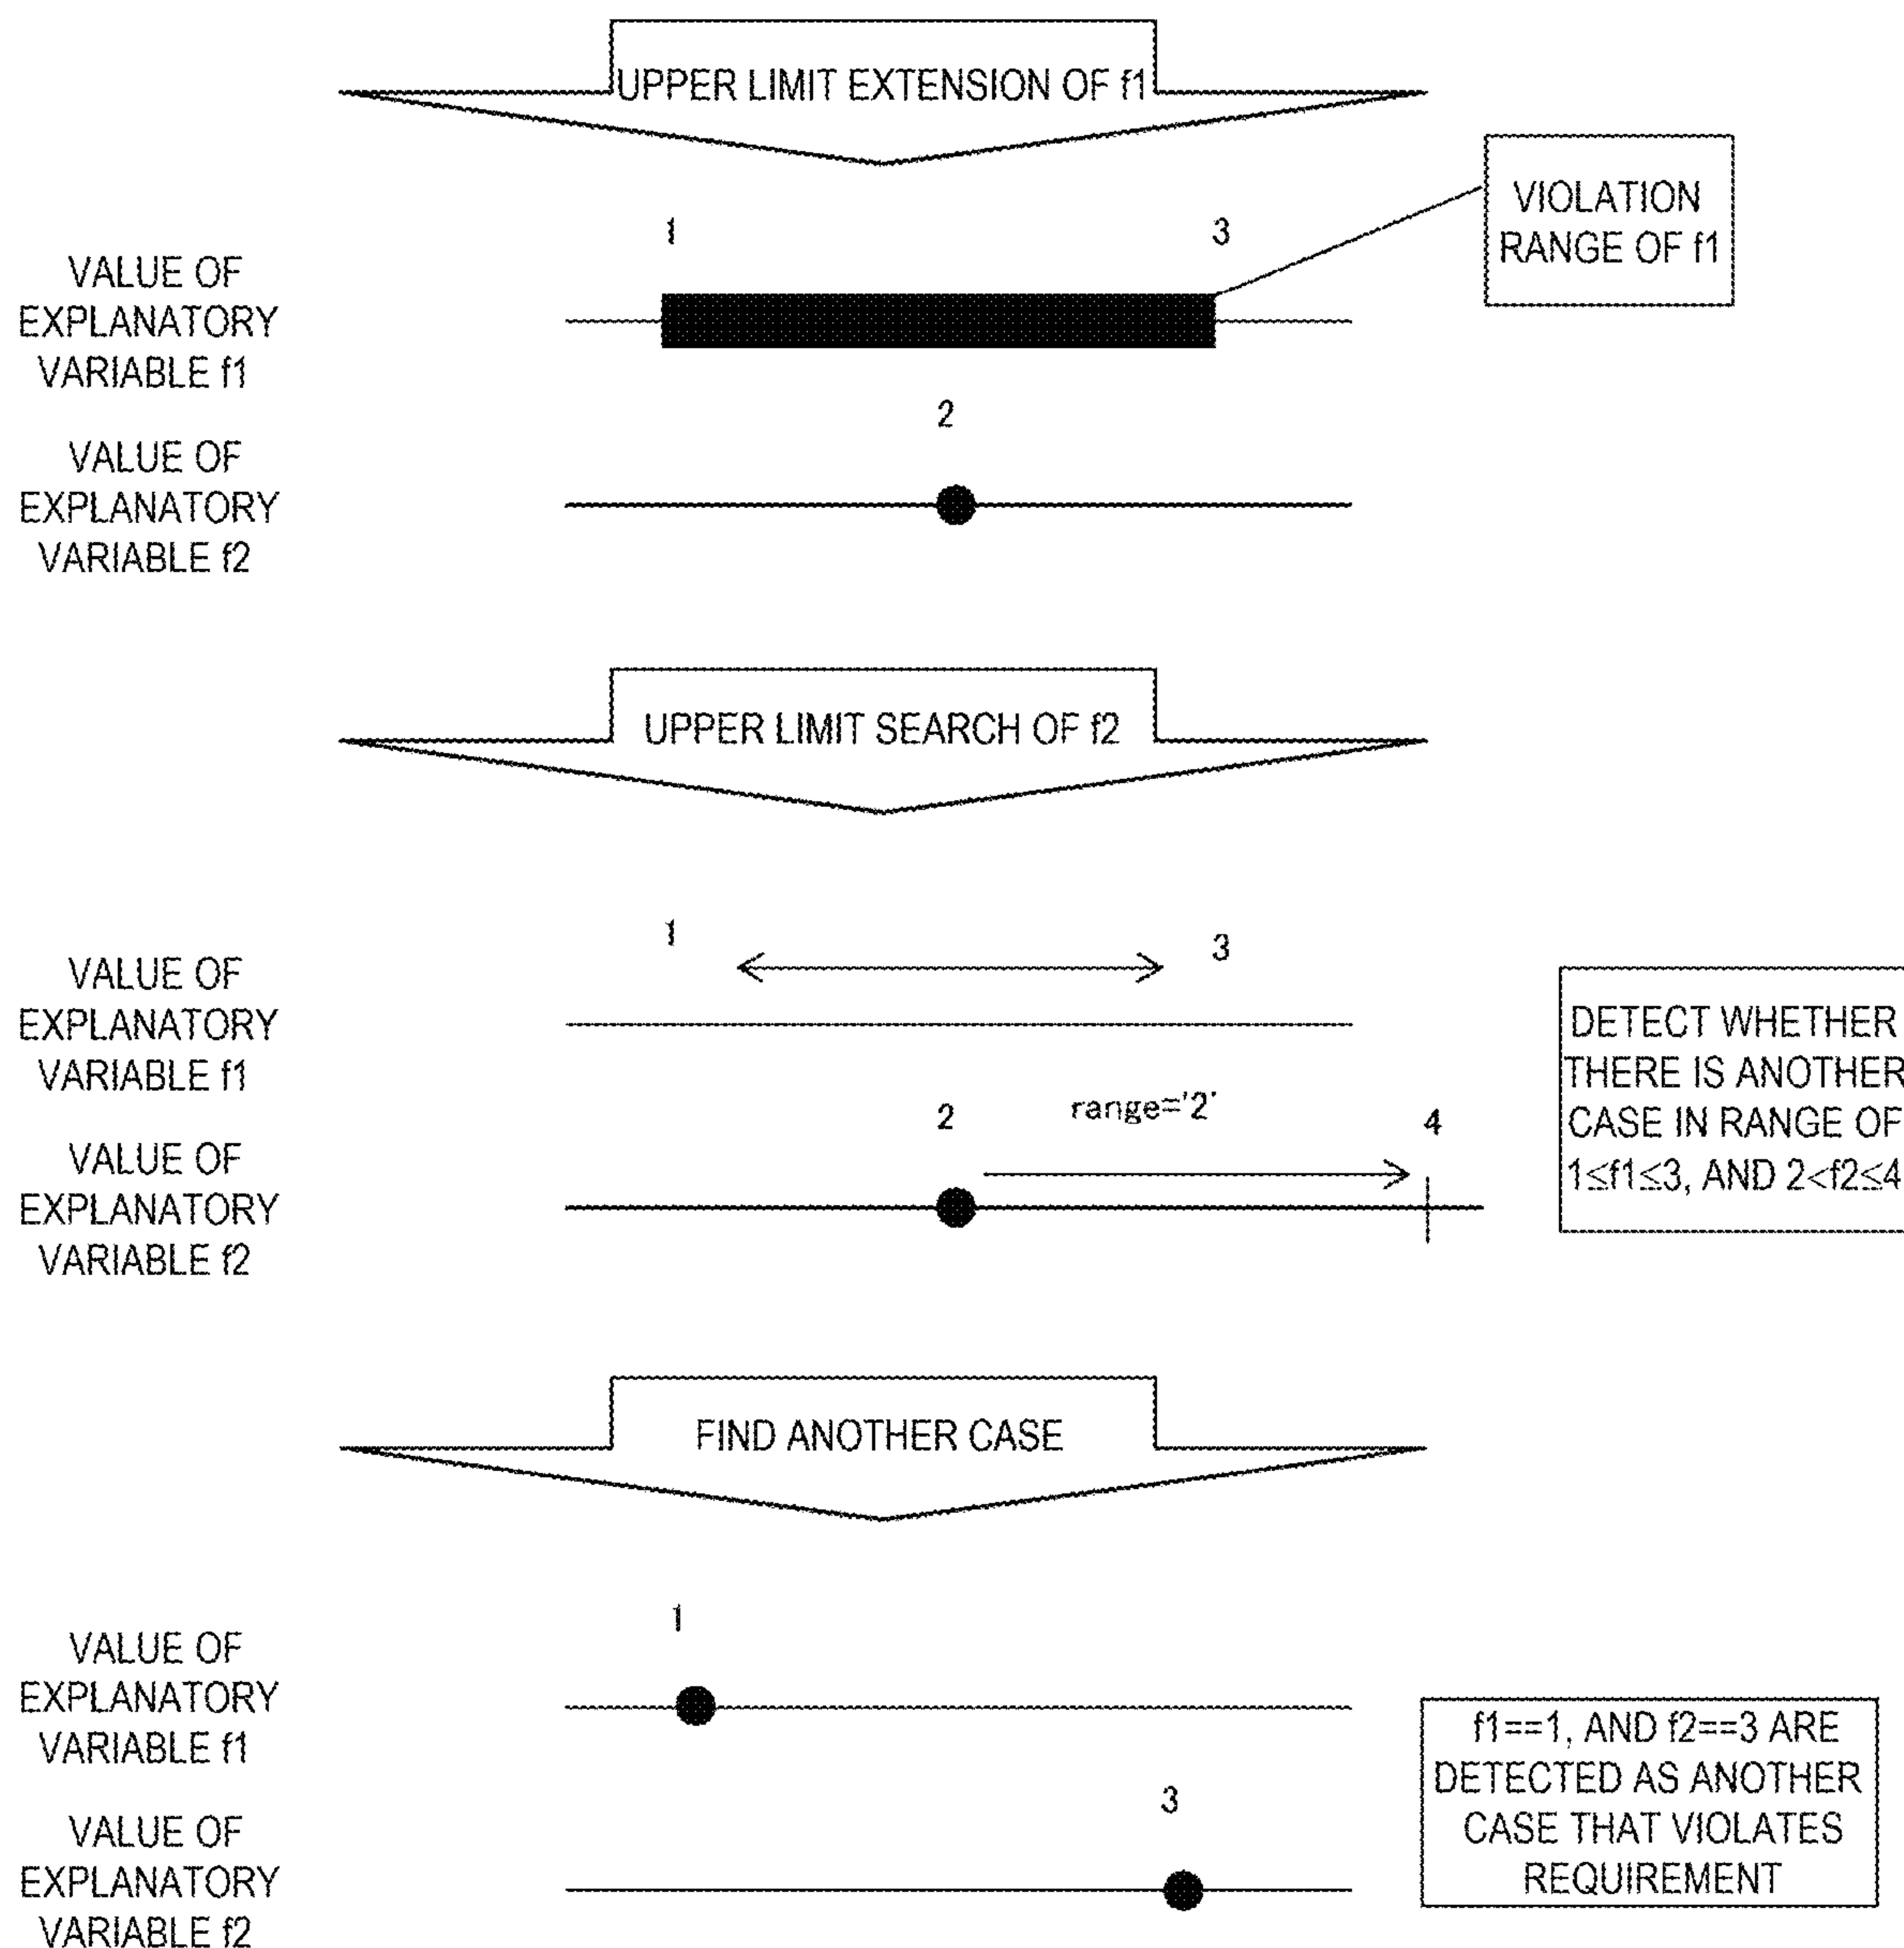 UPPER LIMIT EXTENSION OF f1
VIOLATION
RANGE OF f1
1
3
VALUE OF
EXPLANATORY
VARIABLE f1
2
VALUE OF
EXPLANATORY
VARIABLE f2
UPPER LIMIT SEARCH OF f2
1
3
VALUE OF
EXPLANATORY
VARIABLE f1
DETECT WHETHER
THERE IS ANOTHER
CASE IN RANGE OF
1≤f1≤3, AND 2<f2≤4
2
range='2'
4
VALUE OF
EXPLANATORY
VARIABLE f2
FIND ANOTHER CASE
1
VALUE OF
EXPLANATORY
VARIABLE f1
f1==1, AND f2==3 ARE
DETECTED AS ANOTHER
CASE THAT VIOLATES
REQUIREMENT
3
VALUE OF
EXPLANATORY
VARIABLE f2